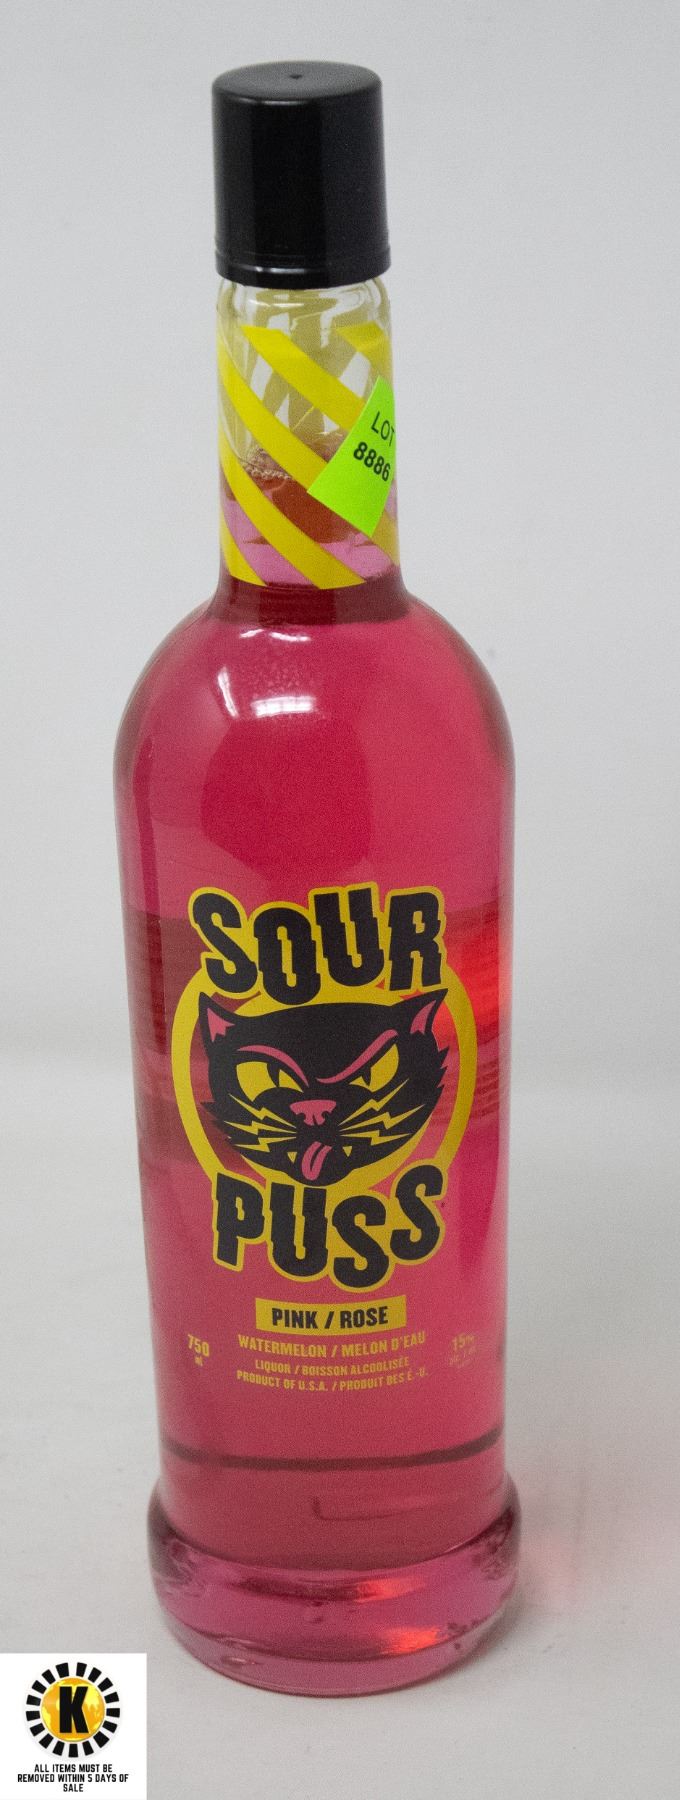 LOT
8886
SOUR
PUSS
PINK / ROSE
750 ml
WATERMELON / MELON D'EAU
15%
LIQUOR / BOISSON ALCOOLISÉE
PRODUCT OF U.S.A. / PRODUIT DES É.-U.
K
ALL ITEMS MUST BE
REMOVED WITHIN 5 DAYS OF
SALE